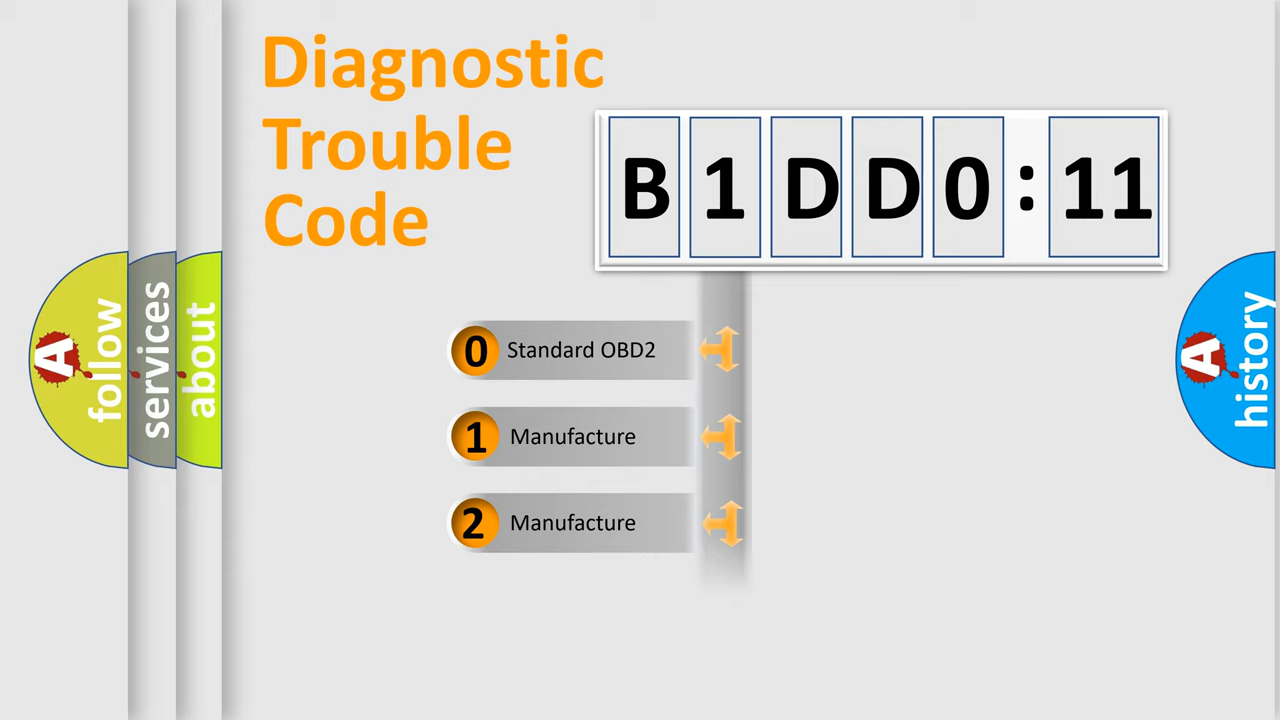 Diagnostic
Trouble
Code
B1DD0:11
0 Standard OBD2
1 Manufacture
2 Manufacture
A follow
services
about
A history